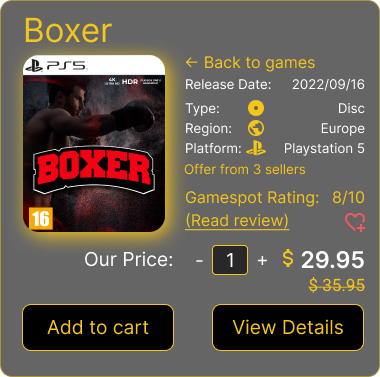 Boxer
PS5
4K HDR
BOXER
16
← Back to games
Release Date: 2022/09/16
Type: Disc
Region: Europe
Platform: Playstation 5
Offer from 3 sellers
Gamespot Rating: 8/10
(Read review)
Our Price: - 1 + $ 29.95
$ 35.95
Add to cart
View Details